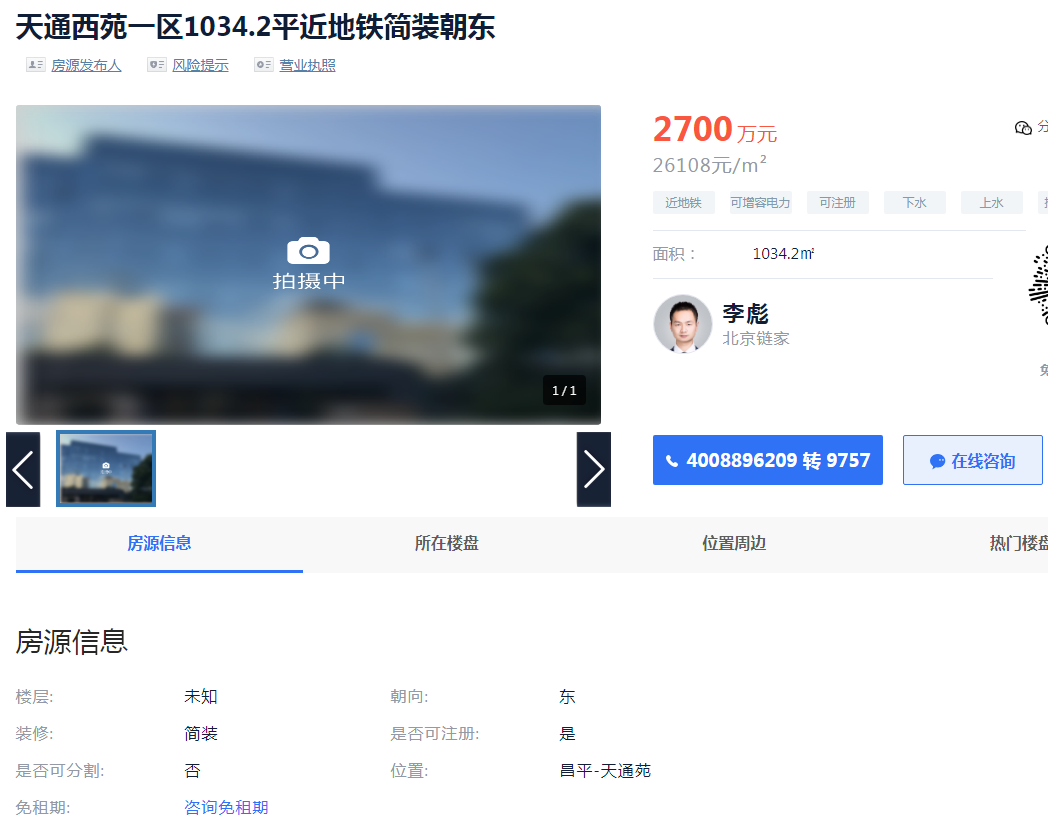 天通西苑一区1034.2平近地铁简装朝东
房源发布人 风险提示 营业执照
拍摄中
1/1
2700万元
26108元/m²
近地铁 可增容电力 可注册 下水 上水
面积： 1034.2㎡
李彪
北京链家
4008896209 转 9757 在线咨询
房源信息 所在楼盘 位置周边 热门楼盘
房源信息
楼层: 未知 朝向: 东
装修: 简装 是否可注册: 是
是否可分割: 否 位置: 昌平-天通苑
免租期: 咨询免租期